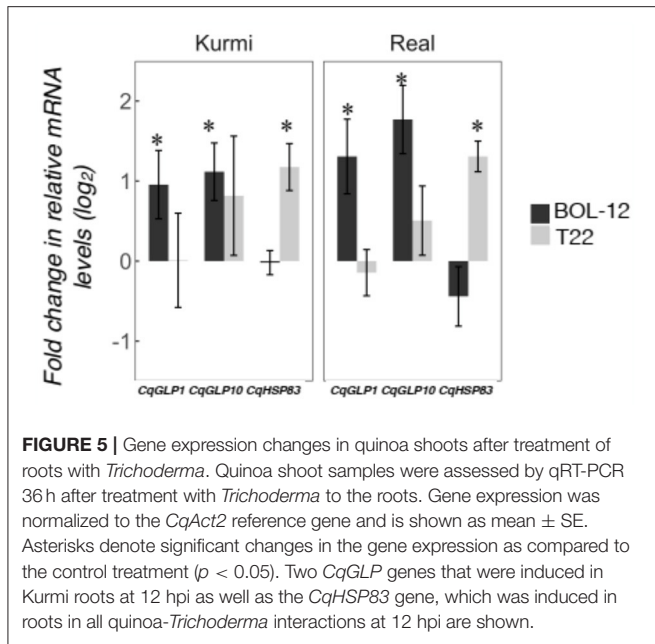 Kurmi Real
Fold change in relative mRNA
levels (log2)
2
1
0
-1
* * * * * *
BOL-12
T22
CqGLP1 CqGLP10 CqHSP83 CqGLP1 CqGLP10 CqHSP83
FIGURE 5 | Gene expression changes in quinoa shoots after treatment of
roots with Trichoderma. Quinoa shoot samples were assessed by qRT-PCR
36 h after treatment with Trichoderma to the roots. Gene expression was
normalized to the CqAct2 reference gene and is shown as mean ± SE.
Asterisks denote significant changes in the gene expression as compared to
the control treatment (p < 0.05). Two CqGLP genes that were induced in
Kurmi roots at 12 hpi as well as the CqHSP83 gene, which was induced in
roots in all quinoa-Trichoderma interactions at 12 hpi are shown.